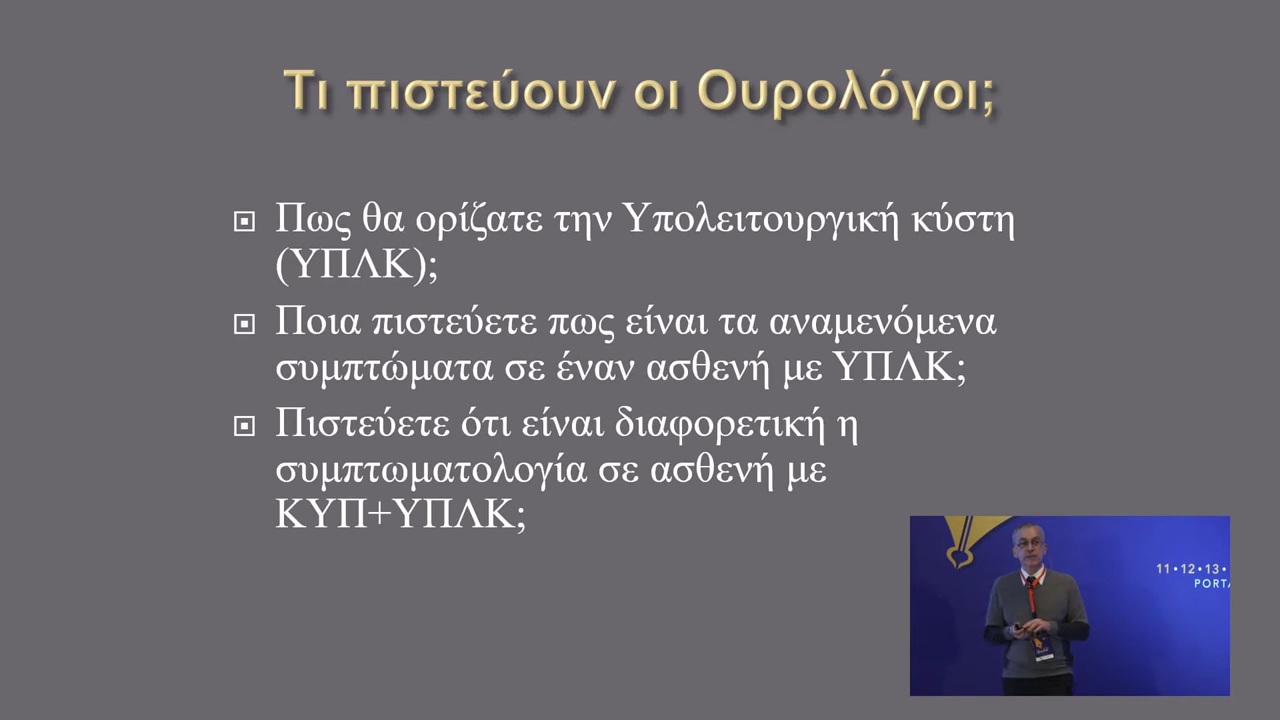 Τι πιστεύουν οι Ουρολόγοι;
Πως θα ορίζατε την Υπολειτουργική κύστη
(ΥΠΛΚ);
Ποια πιστεύετε πως είναι τα αναμενόμενα
συμπτώματα σε έναν ασθενή με ΥΠΛΚ;
Πιστεύετε ότι είναι διαφορετική η
συμπτωματολογία σε ασθενή με
ΚΥΠ+ΥΠΛΚ;
11•12•13•
PORTA